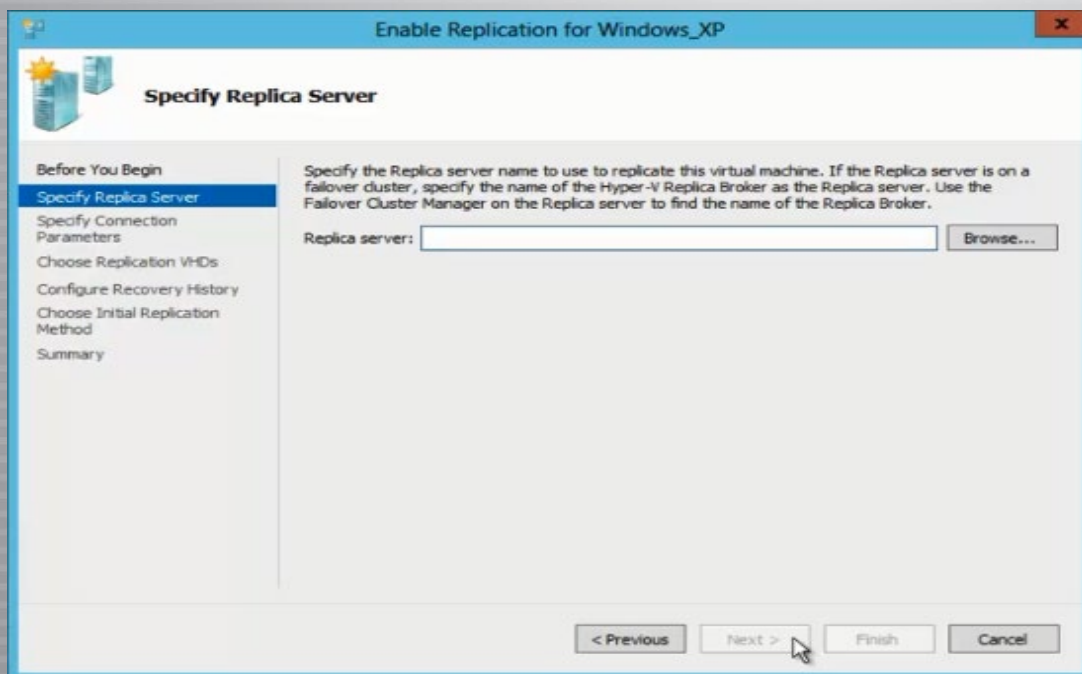 Enable Replication for Windows_XP
x
Specify Replica Server
Before You Begin
Specify Replica Server
Specify Connection
Parameters
Choose Replication VHDs
Configure Recovery History
Choose Initial Replication
Method
Summary
Specify the Replica server name to use to replicate this virtual machine. If the Replica server is on a
failover cluster, specify the name of the Hyper-V Replica Broker as the Replica server. Use the
Failover Cluster Manager on the Replica server to find the name of the Replica Broker.
Replica server:
Browse...
< Previous
Next >
Finish
Cancel